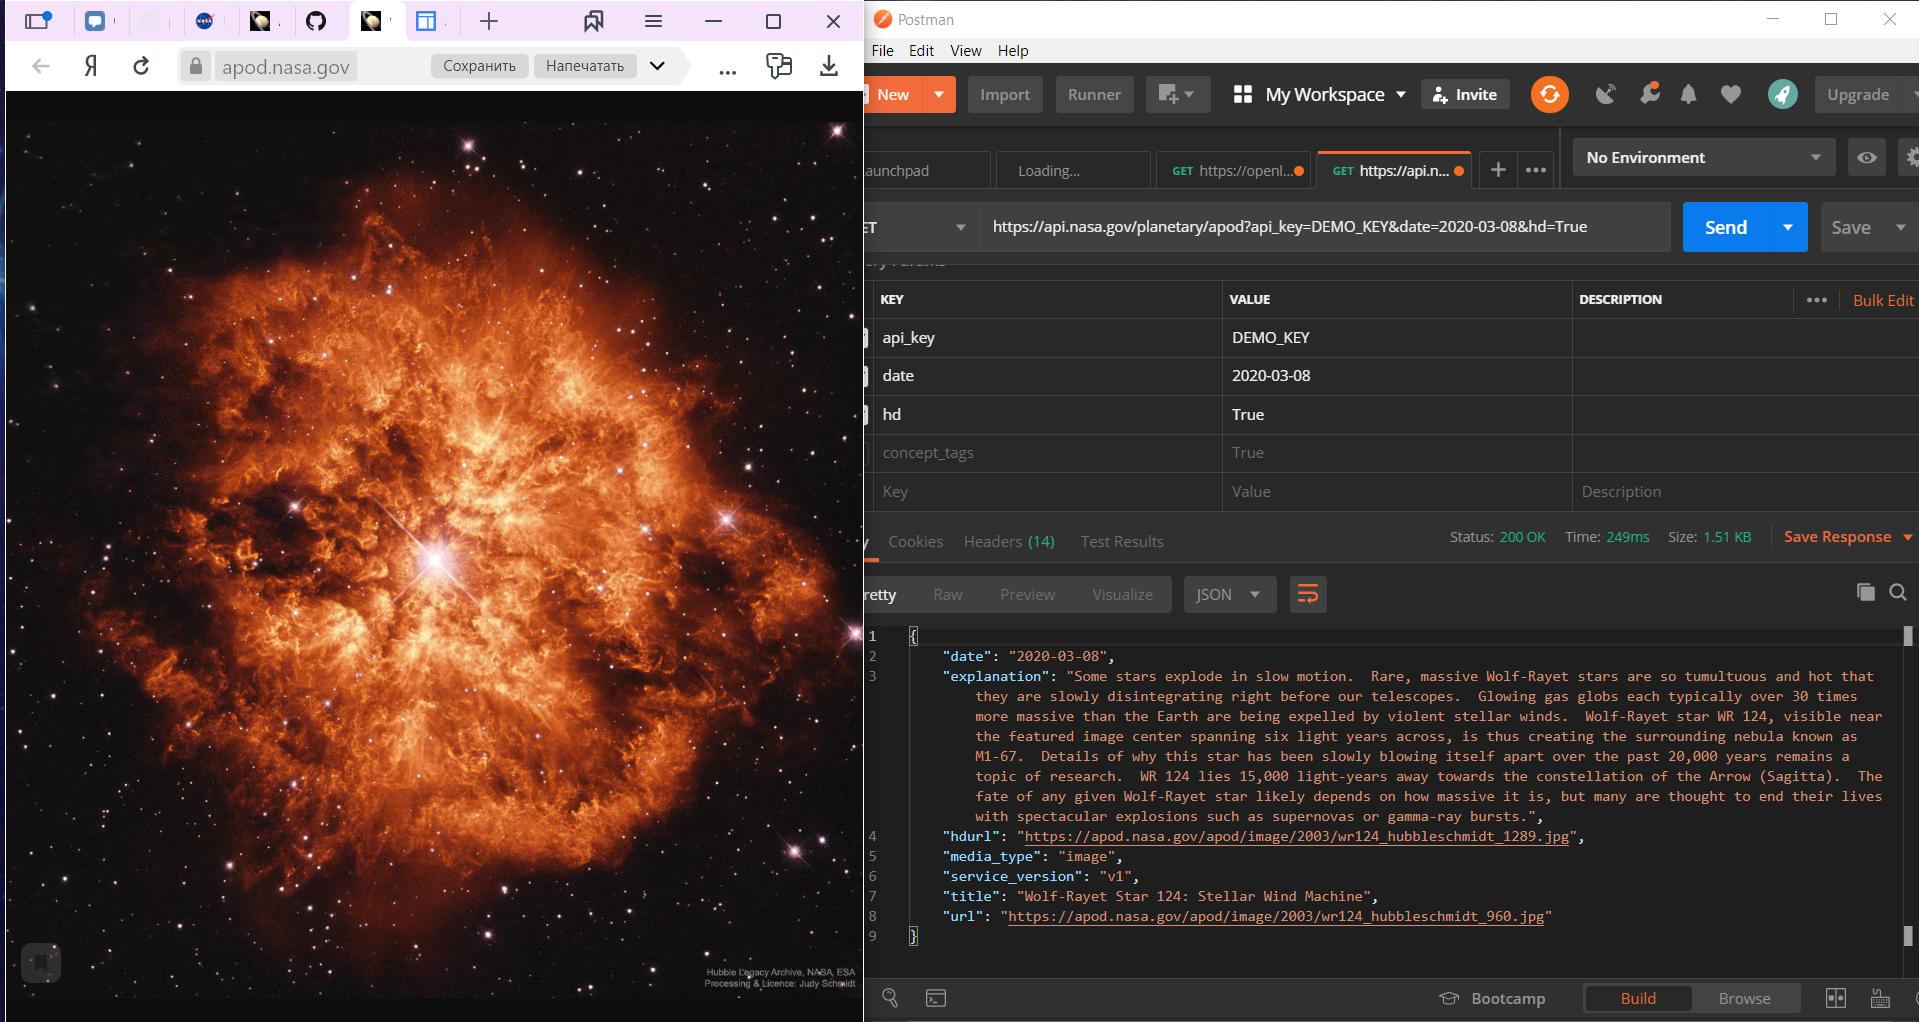 Postman
apod.nasa.gov
Сохранить
Напечатать
File Edit View Help
New
Import
Runner
My Workspace
Invite
Upgrade
aunchpad
Loading...
GET https://openl...
GET https://api.n...
No Environment
ET
https://api.nasa.gov/planetary/apod?api_key=DEMO_KEY&date=2020-03-08&hd=True
Send
Save
KEY VALUE DESCRIPTION Bulk Edit
api_key DEMO_KEY
date 2020-03-08
hd True
concept_tags True
Key Value Description
y Cookies Headers (14) Test Results
Status: 200 OK Time: 249ms Size: 1.51 KB Save Response
retty Raw Preview Visualize JSON
1 {
2 "date": "2020-03-08",
3 "explanation": "Some stars explode in slow motion.  Rare, massive Wolf-Rayet stars are so tumultuous and hot that
they are slowly disintegrating right before our telescopes.  Glowing gas globs each typically over 30 times
more massive than the Earth are being expelled by violent stellar winds.  Wolf-Rayet star WR 124, visible near
the featured image center spanning six light years across, is thus creating the surrounding nebula known as
M1-67.  Details of why this star has been slowly blowing itself apart over the past 20,000 years remains a
topic of research.  WR 124 lies 15,000 light-years away towards the constellation of the Arrow (Sagitta).  The
fate of any given Wolf-Rayet star likely depends on how massive it is, but many are thought to end their lives
with spectacular explosions such as supernovas or gamma-ray bursts.",
4 "hdurl": "https://apod.nasa.gov/apod/image/2003/wr124_hubbleschmidt_1289.jpg",
5 "media_type": "image",
6 "service_version": "v1",
7 "title": "Wolf-Rayet Star 124: Stellar Wind Machine",
8 "url": "https://apod.nasa.gov/apod/image/2003/wr124_hubbleschmidt_960.jpg"
9 }
Hubble Legacy Archive, NASA, ESA
Processing & Licence: Judy Schmidt
Bootcamp
Build
Browse